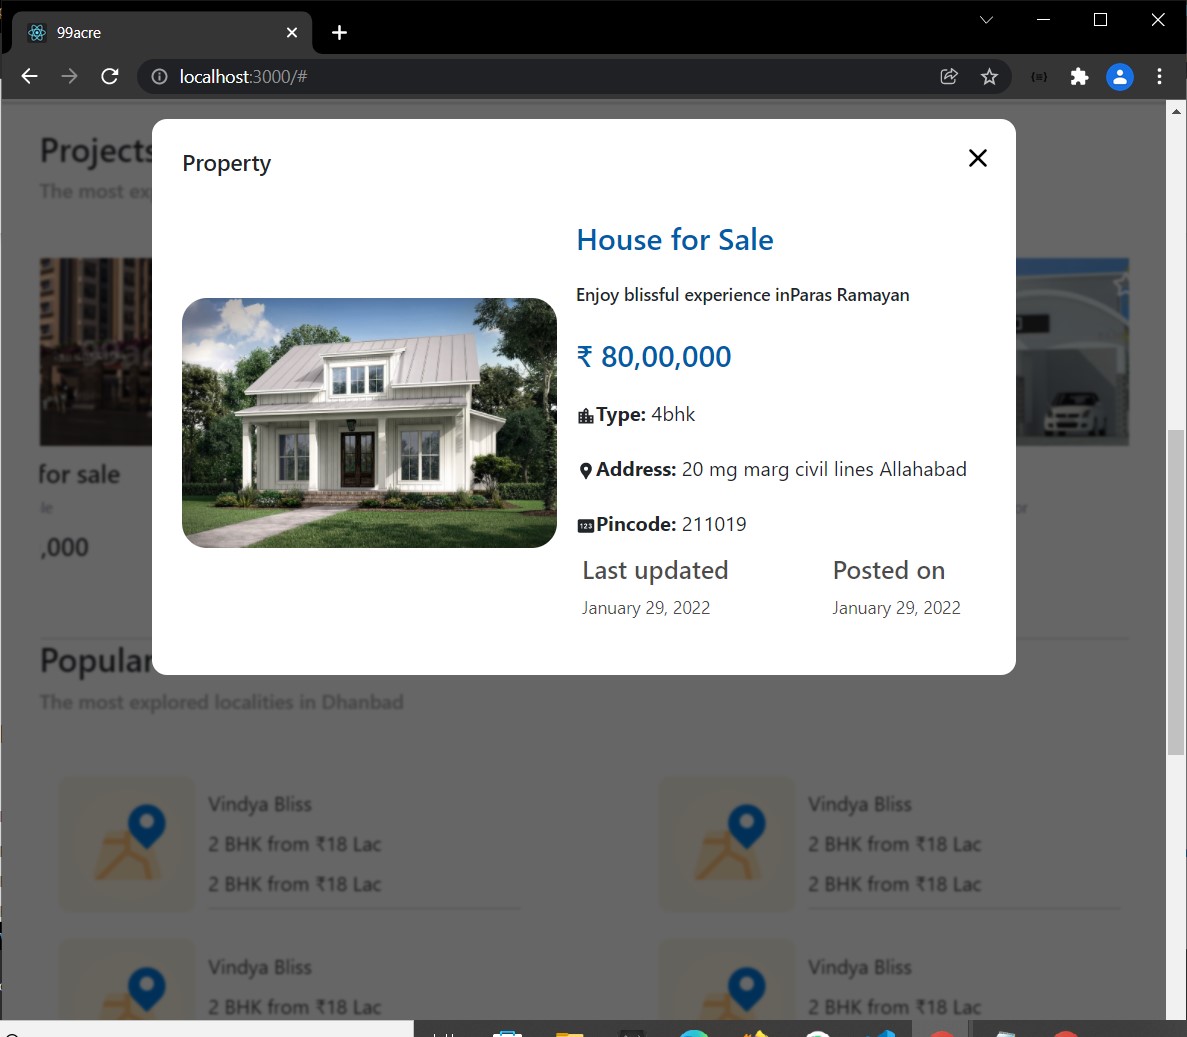 99acre
localhost:3000/#
Projects
The most
Property
House for Sale
Enjoy blissful experience inParas Ramayan
₹ 80,00,000
Type: 4bhk
Address: 20 mg marg civil lines Allahabad
123 Pincode: 211019
Last updated Posted on
January 29, 2022 January 29, 2022
for sale
,000
Popular
The most explored localities in Dhanbad
Vindya Bliss
2 BHK from ₹18 Lac
2 BHK from ₹18 Lac
Vindya Bliss
2 BHK from ₹18 Lac
2 BHK from ₹18 Lac
Vindya Bliss
2 BHK from ₹18 Lac
Vindya Bliss
2 BHK from ₹18 Lac